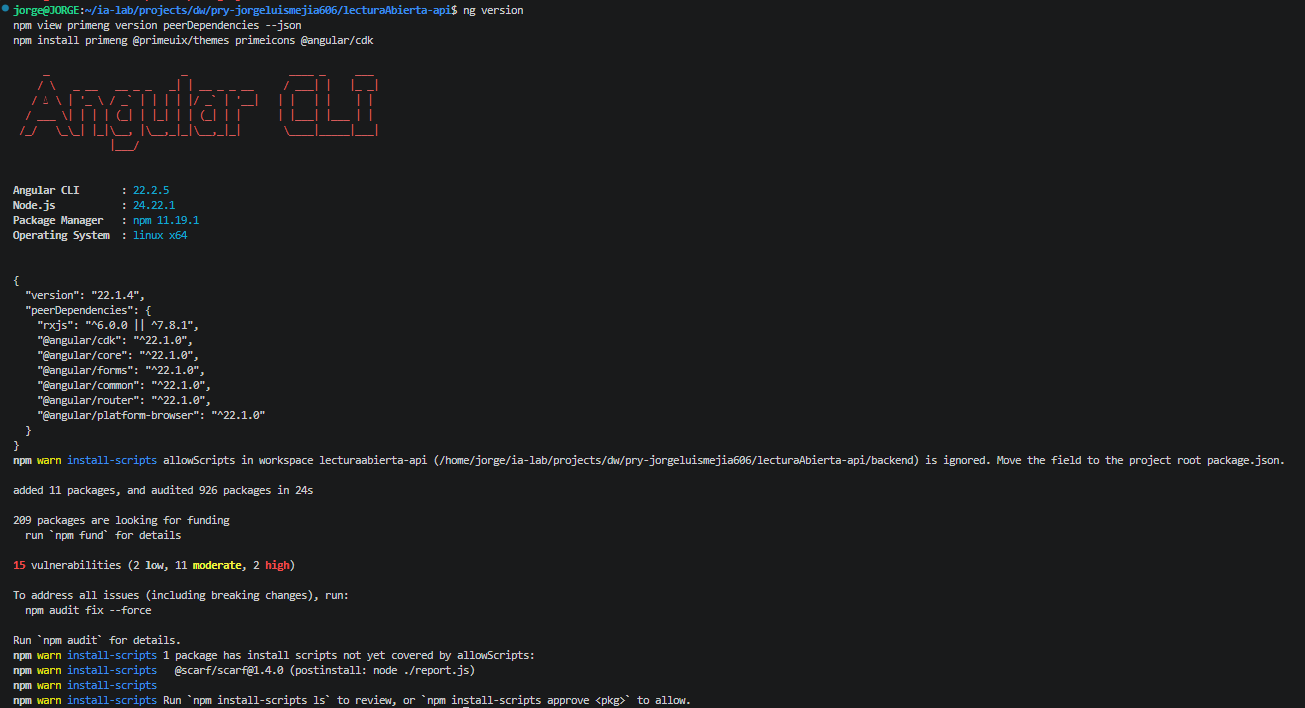 jorge@JORGE:~/ia-lab/projects/dw/pry-jorgeluismejia606/lecturaAbierta-api$ ng version
npm view primeng version peerDependencies --json
npm install primeng @primeuix/themes primeicons @angular/cdk
Angular CLI
Angular CLI : 22.2.5
Node.js : 24.22.1
Package Manager : npm 11.19.1
Operating System : linux x64
{
"version": "22.1.4",
"peerDependencies": {
"rxjs": "^6.0.0 || ^7.8.1",
"@angular/cdk": "^22.1.0",
"@angular/core": "^22.1.0",
"@angular/forms": "^22.1.0",
"@angular/common": "^22.1.0",
"@angular/router": "^22.1.0",
"@angular/platform-browser": "^22.1.0"
}
}
npm warn install-scripts allowScripts in workspace lecturaabierta-api (/home/jorge/ia-lab/projects/dw/pry-jorgeluismejia606/lecturaAbierta-api/backend) is ignored. Move the field to the project root package.json.
added 11 packages, and audited 926 packages in 24s
209 packages are looking for funding
run `npm fund` for details
15 vulnerabilities (2 low, 11 moderate, 2 high)
To address all issues (including breaking changes), run:
npm audit fix --force
Run `npm audit` for details.
npm warn install-scripts 1 package has install scripts not yet covered by allowScripts:
npm warn install-scripts @scarf/scarf@1.4.0 (postinstall: node ./report.js)
npm warn install-scripts
npm warn install-scripts Run `npm install-scripts ls` to review, or `npm install-scripts approve <pkg>` to allow.